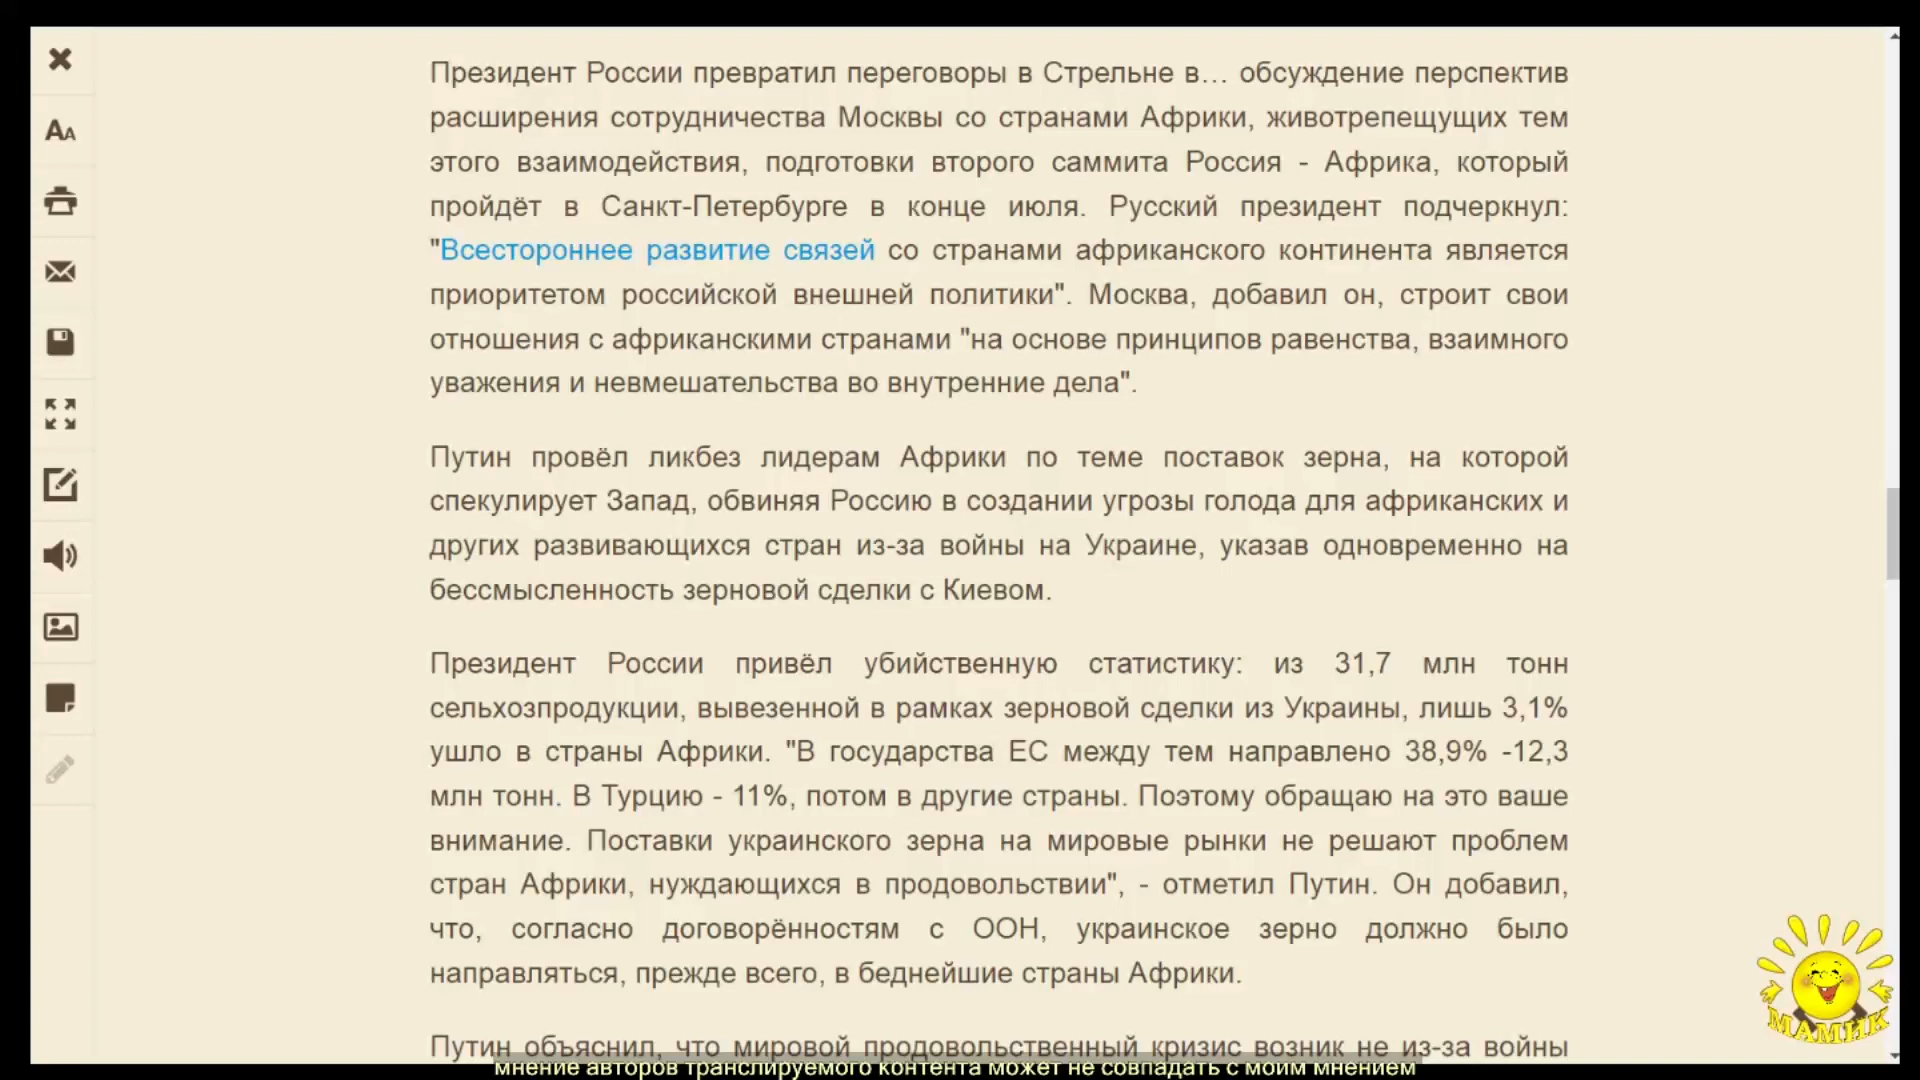 Президент России превратил переговоры в Стрельне в... обсуждение перспектив
расширения сотрудничества Москвы со странами Африки, животрепещущих тем
этого взаимодействия, подготовки второго саммита Россия - Африка, который
пройдёт в Санкт-Петербурге в конце июля. Русский президент подчеркнул:
"Всестороннее развитие связей со странами африканского континента является
приоритетом российской внешней политики". Москва, добавил он, строит свои
отношения с африканскими странами "на основе принципов равенства, взаимного
уважения и невмешательства во внутренние дела".
Путин провёл ликбез лидерам Африки по теме поставок зерна, на которой
спекулирует Запад, обвиняя Россию в создании угрозы голода для африканских и
других развивающихся стран из-за войны на Украине, указав одновременно на
бессмысленность зерновой сделки с Киевом.
Президент России привёл убийственную статистику: из 31,7 млн тонн
сельхозпродукции, вывезенной в рамках зерновой сделки из Украины, лишь 3,1%
ушло в страны Африки. "В государства ЕС между тем направлено 38,9% -12,3
млн тонн. В Турцию - 11%, потом в другие страны. Поэтому обращаю на это ваше
внимание. Поставки украинского зерна на мировые рынки не решают проблем
стран Африки, нуждающихся в продовольствии", - отметил Путин. Он добавил,
что, согласно договорённостям с ООН, украинское зерно должно было
направляться, прежде всего, в беднейшие страны Африки.
Путин объяснил, что мировой продовольственный кризис возник не из-за войны
мнение авторов транслируемого контента может не совпадать с моим мнением
МАМИК